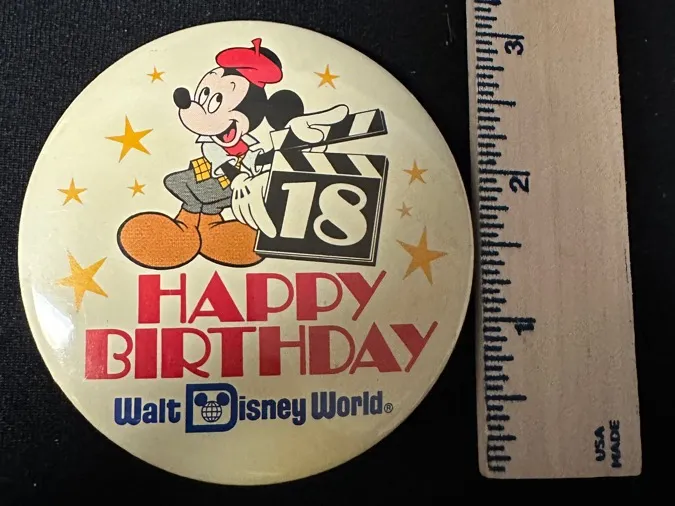 18
HAPPY
BIRTHDAY
Walt Disney World®
3
2
1
USA
MADE